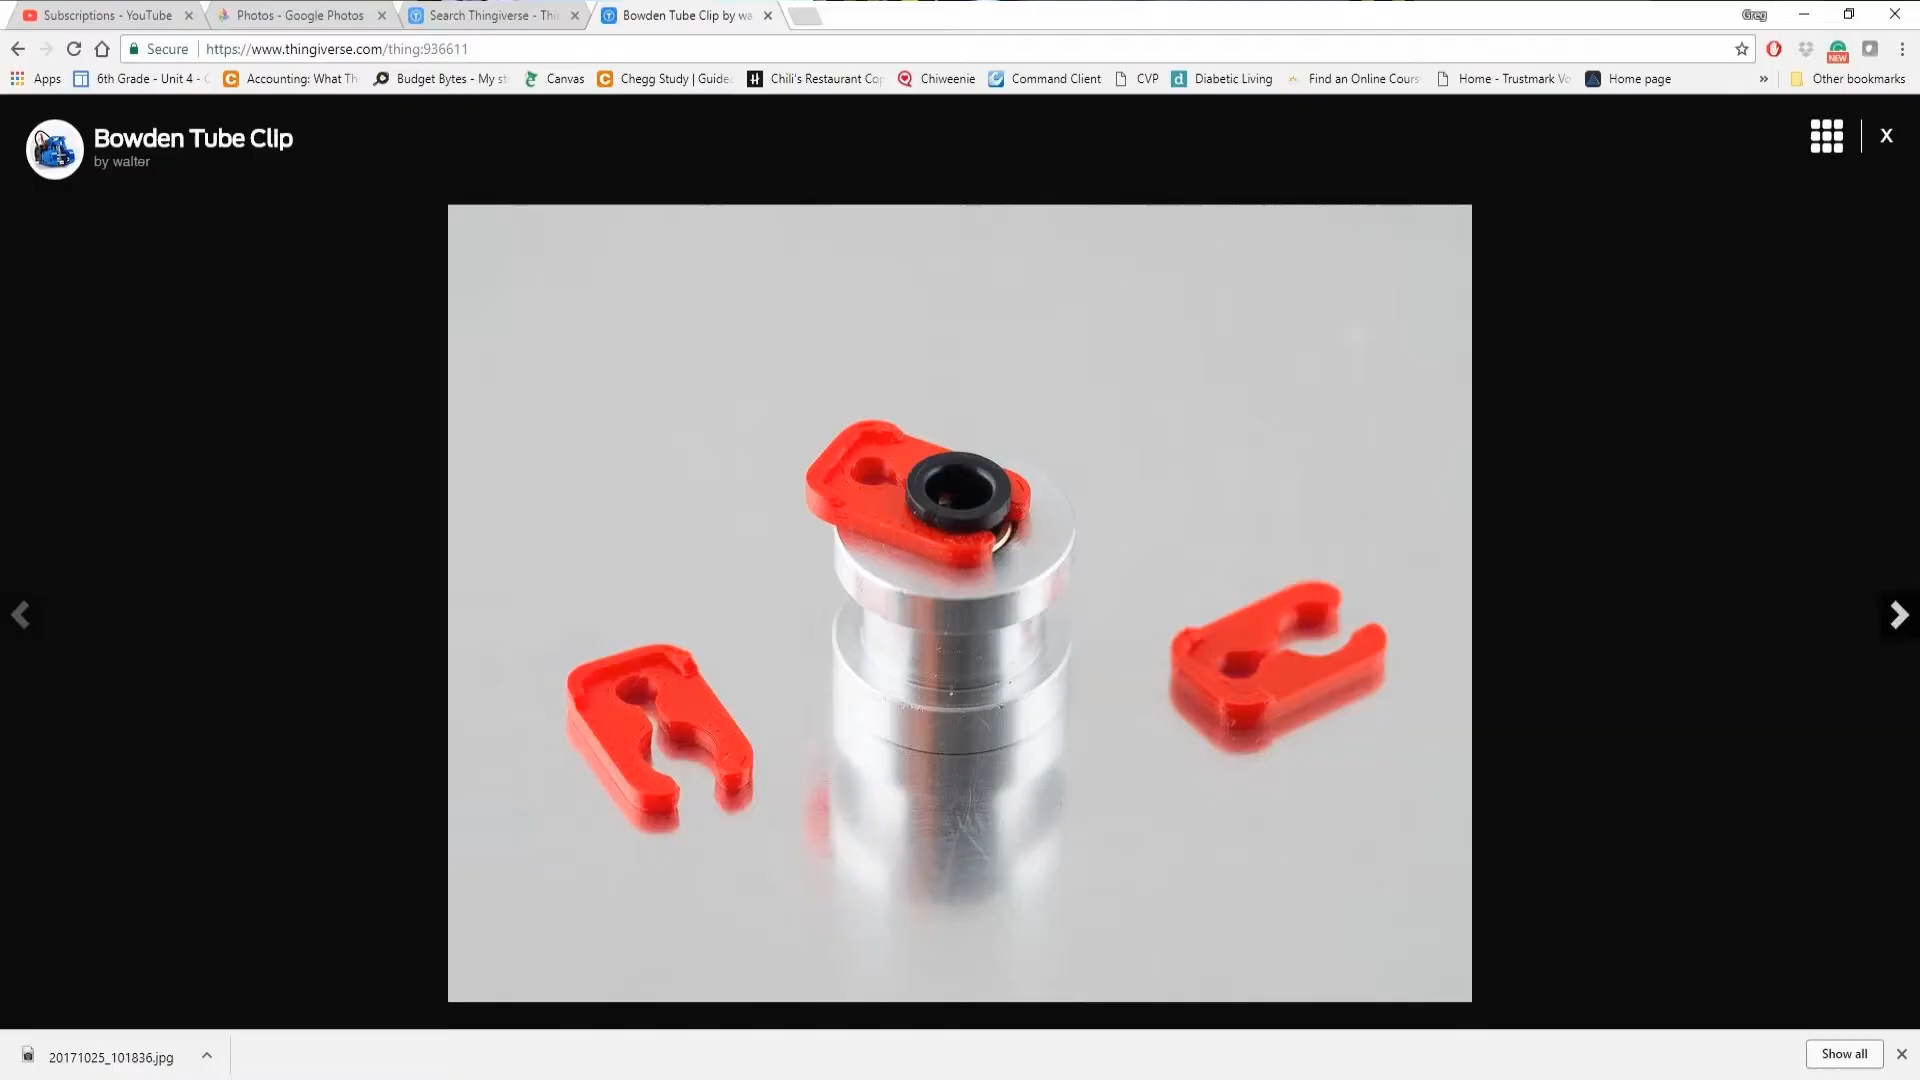 Subscriptions - YouTube
Photos - Google Photos
Search Thingiverse - Thi
Bowden Tube Clip by wa
Greg
Secure
https://www.thingiverse.com/thing:936611
NEW
Apps
6th Grade - Unit 4 -
Accounting: What Th
Budget Bytes - My st
Canvas
Chegg Study | Guide
Chili's Restaurant Co
Chiweenie
Command Client
CVP
Diabetic Living
Find an Online Cours
Home - Trustmark Vo
Home page
»
Other bookmarks
Bowden Tube Clip
by walter
X
20171025_101836.jpg
Show all